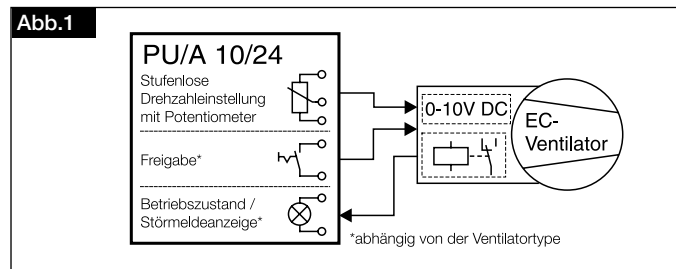 Abb.1
PU/A 10/24
Stufenlose
Drehzahleinstellung
mit Potentiometer
Freigabe*
Betriebszustand /
Störmeldeanzeige*
0-10V DC
EC-
Ventilator
*abhängig von der Ventilatortype